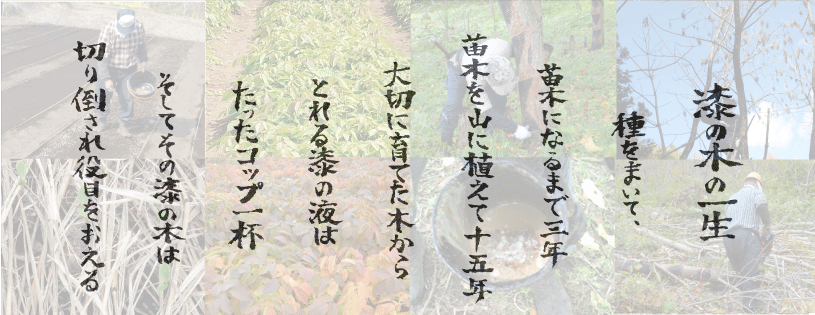 漆の木の一生
種をまいて、
苗木になるまで三年
苗木を山に植えて十五年
大切に育てた木から
とれる漆の液は
たったコップ一杯
そしてその漆の木は
切り倒され役目をおえる